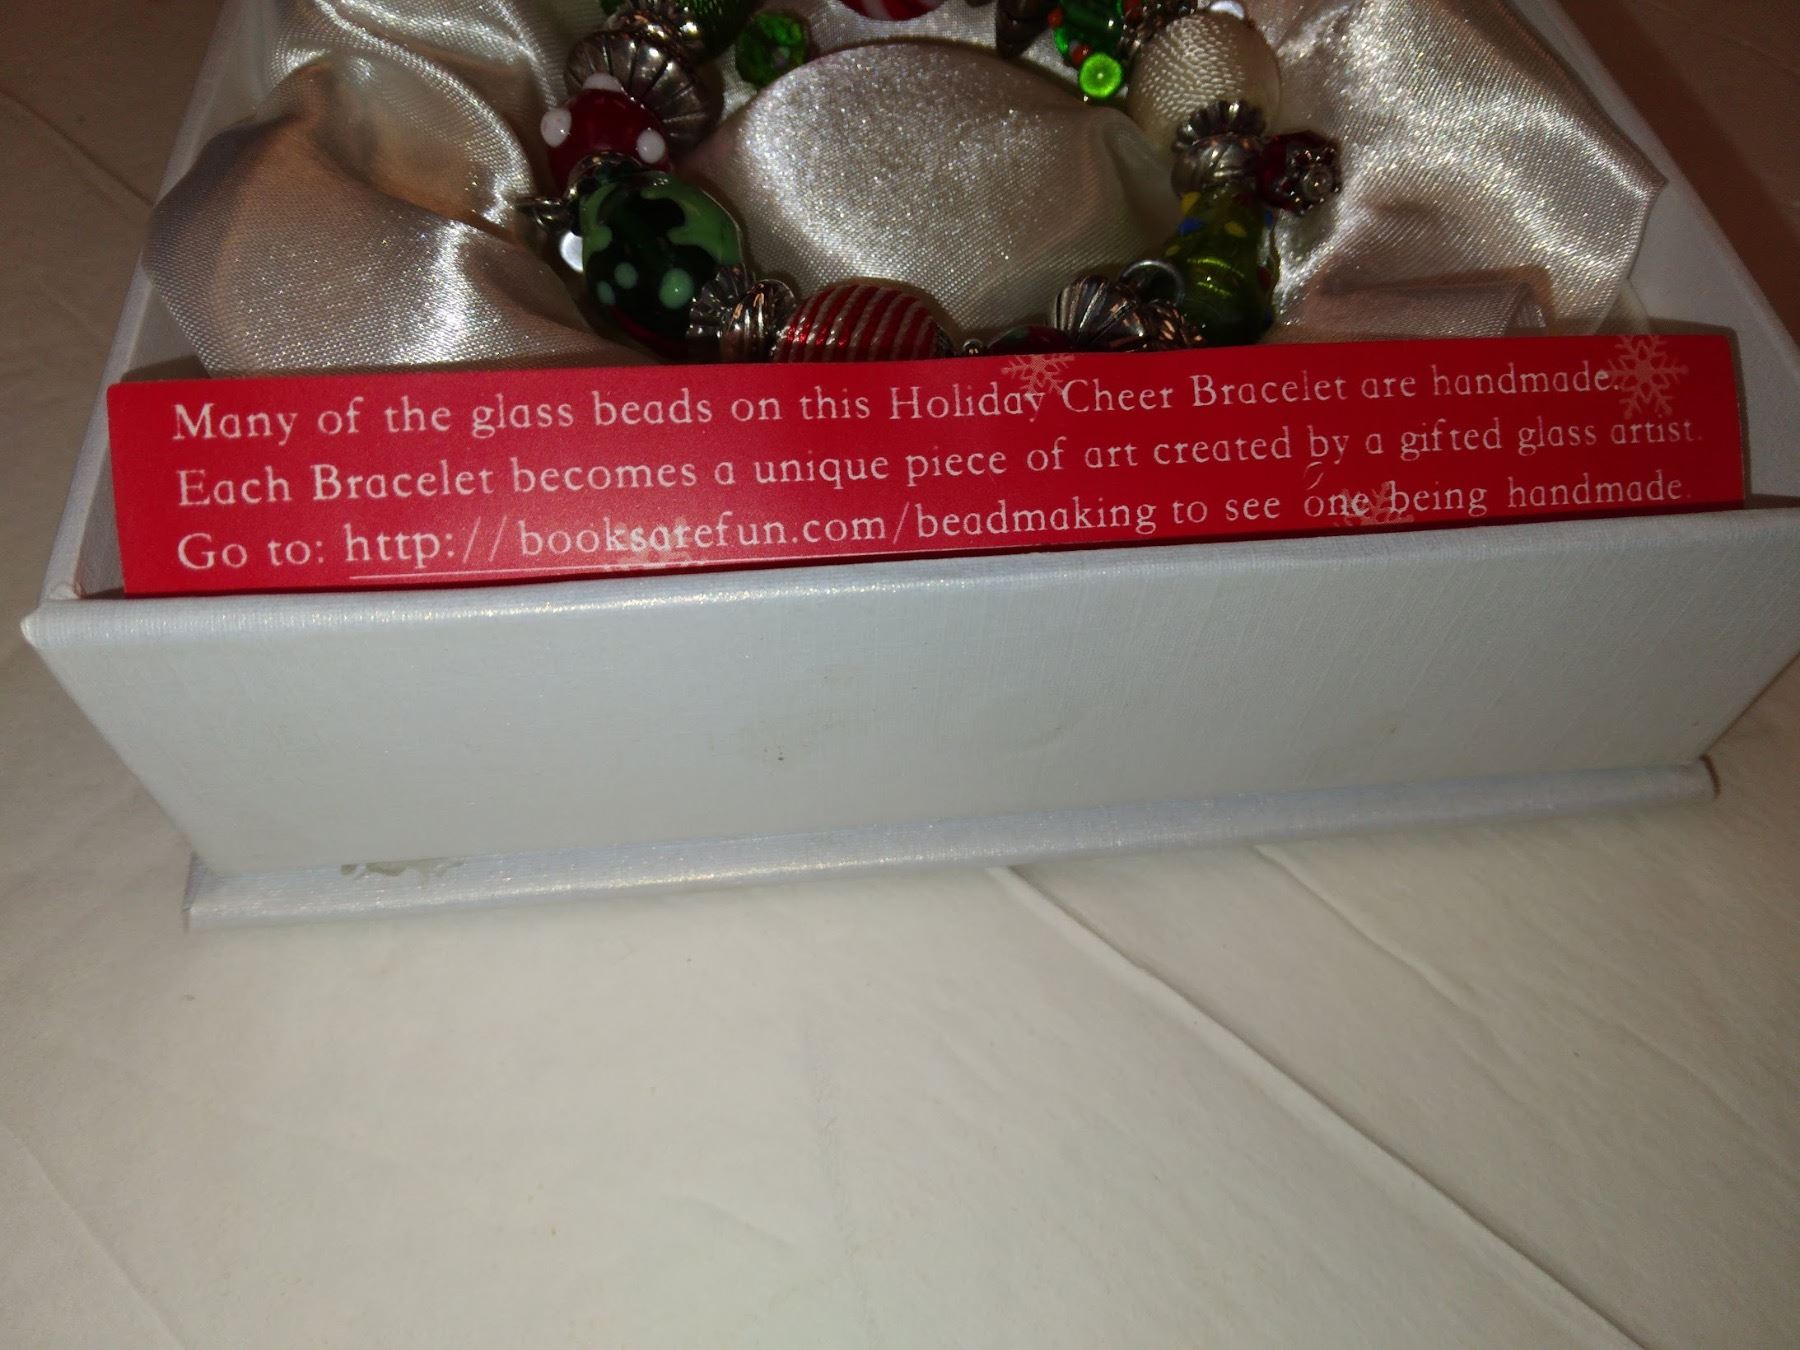 Many of the glass beads on this Holiday Cheer Bracelet are handmade.
Each Bracelet becomes a unique piece of art created by a gifted glass artist.
Go to: http://booksarefun.com/beadmaking to see one being handmade.